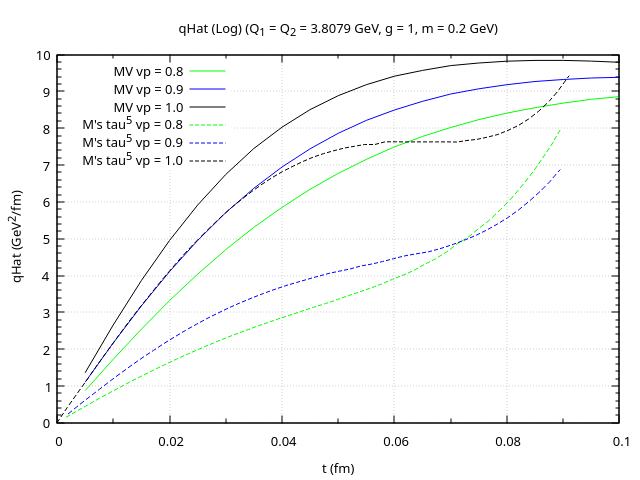 qHat (Log) (Q1 = Q2 = 3.8079 GeV, g = 1, m = 0.2 GeV)
10
9
8
7
6
5
4
3
2
1
0
MV vp = 0.8
MV vp = 0.9
MV vp = 1.0
M's tau5 vp = 0.8
M's tau5 vp = 0.9
M's tau5 vp = 1.0
qHat (GeV2/fm)
0 0.02 0.04 0.06 0.08 0.1
t (fm)